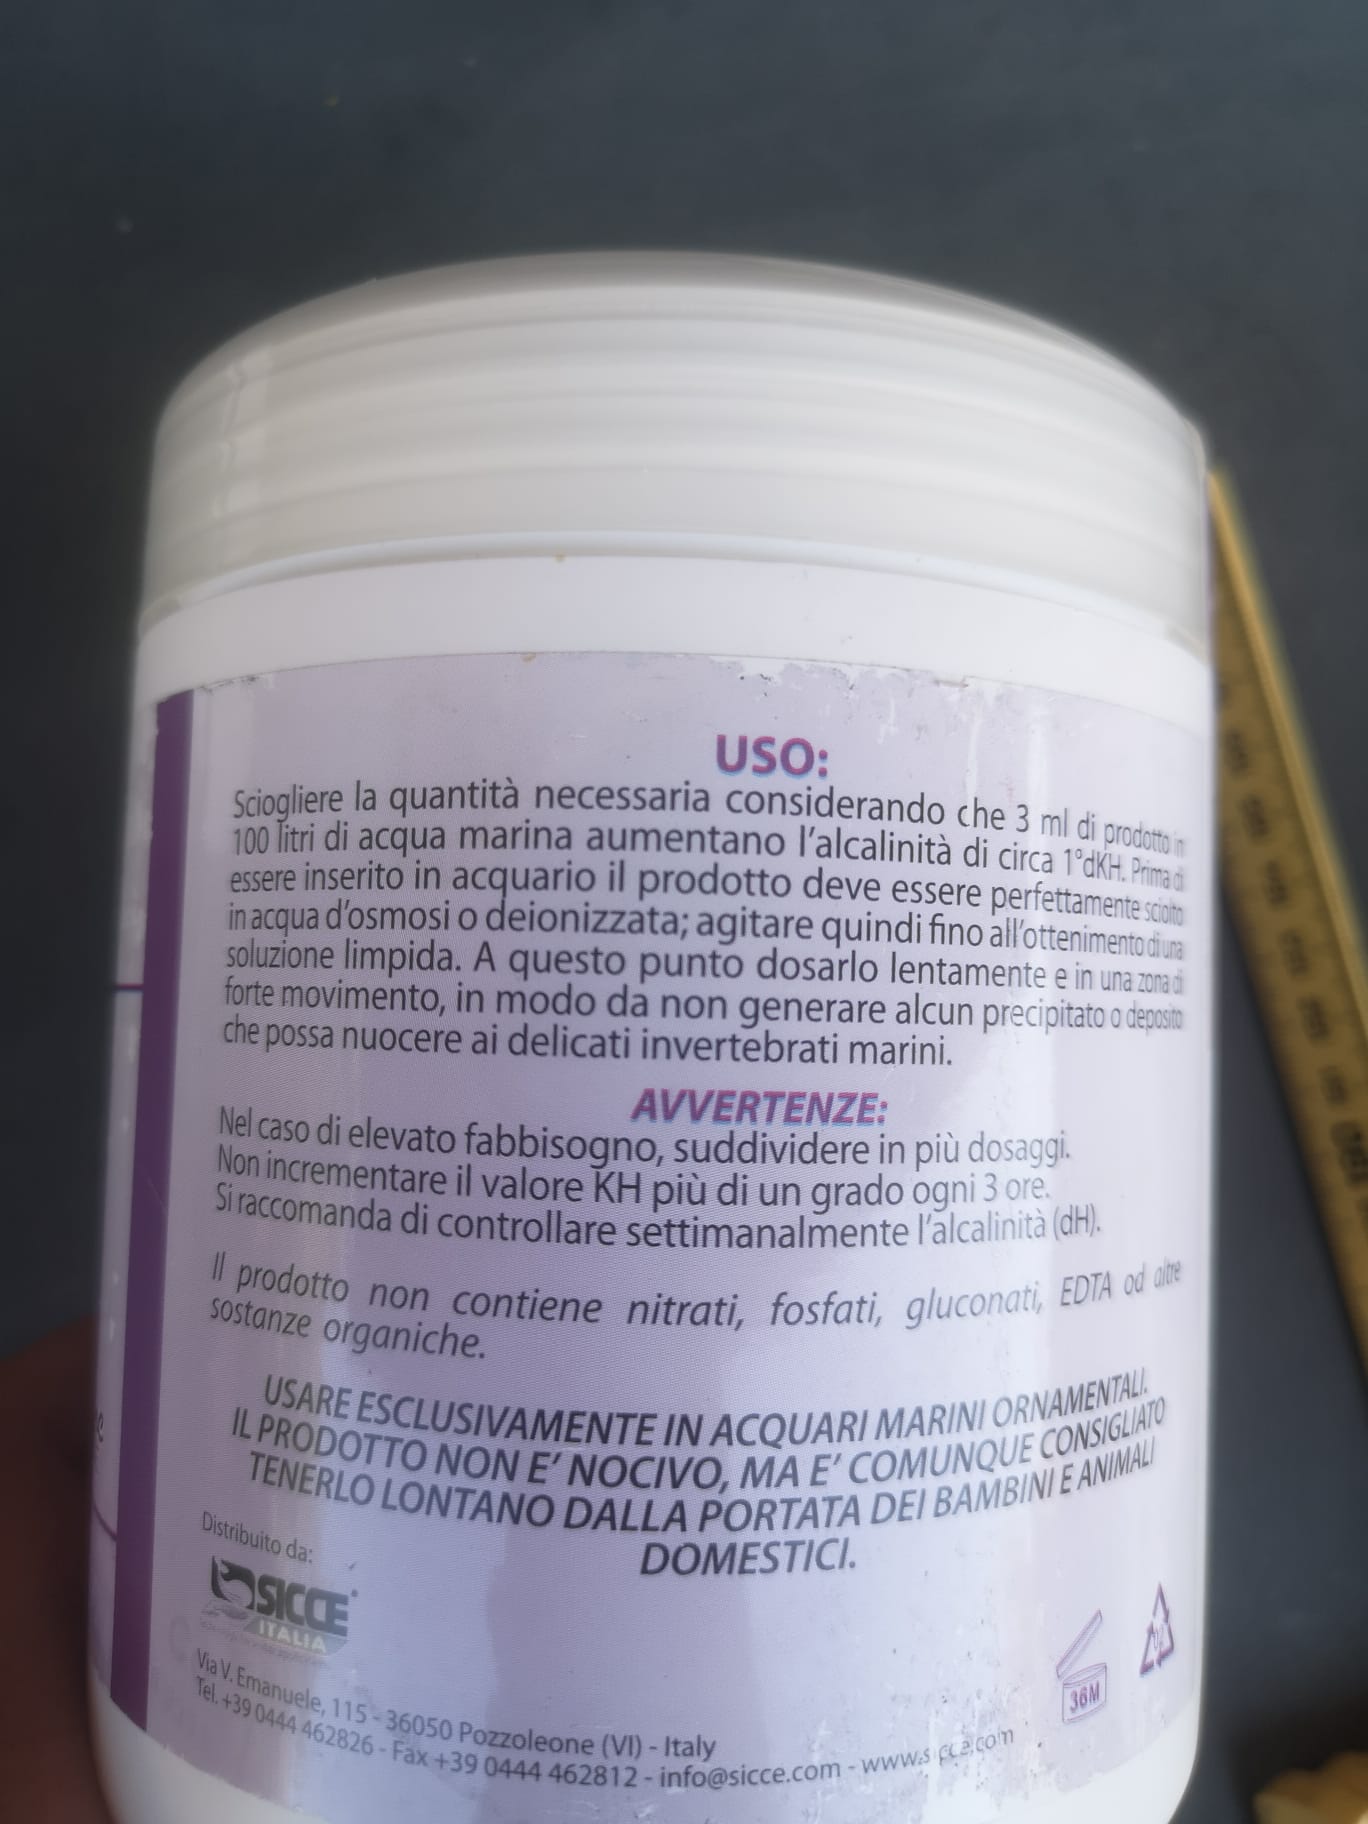 USO:
Sciogliere la quantità necessaria considerando che 3 ml di prodotto in
100 litri di acqua marina aumentano l'alcalinità di circa 1°dKH. Prima di
essere inserito in acquario il prodotto deve essere perfettamente sciolto
in acqua d'osmosi o deionizzata; agitare quindi fino all'ottenimento di una
soluzione limpida. A questo punto dosarlo lentamente e in una zona di
forte movimento, in modo da non generare alcun precipitato o deposito
che possa nuocere ai delicati invertebrati marini.
AVVERTENZE:
Nel caso di elevato fabbisogno, suddividere in più dosaggi.
Non incrementare il valore KH più di un grado ogni 3 ore.
Si raccomanda di controllare settimanalmente l'alcalinità (dH).
Il prodotto non contiene nitrati, fosfati, gluconati, EDTA od altre
sostanze organiche.
USARE ESCLUSIVAMENTE IN ACQUARI MARINI ORNAMENTALI.
IL PRODOTTO NON E' NOCIVO, MA E' COMUNQUE CONSIGLIATO
TENERLO LONTANO DALLA PORTATA DEI BAMBINI E ANIMALI
DOMESTICI.
Distribuito da:
SICCE
ITALIA
Via V. Emanuele, 115 - 36050 Pozzoleone (VI) - Italy
Tel. +39 0444 462826 - Fax +39 0444 462812 - info@sicce.com - www.sicce.com
36M